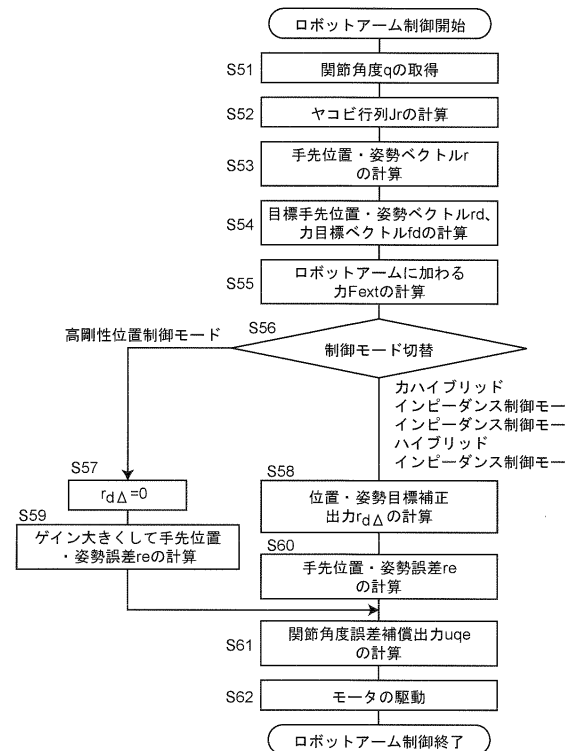 ロボットアーム制御開始
S51
関節角度qの取得
S52
ヤコビ行列Jrの計算
S53
手先位置・姿勢ベクトルr
の計算
S54
目標手先位置・姿勢ベクトルrd、
力目標ベクトルfdの計算
S55
ロボットアームに加わる
力Fextの計算
S56
高剛性位置制御モード
制御モード切替
力ハイブリッド
インピーダンス制御モー
インピーダンス制御モー
ハイブリッド
インピーダンス制御モー
S57
rdΔ=0
S58
位置・姿勢目標補正
出力rdΔの計算
S59
ゲイン大きくして手先位置
・姿勢誤差reの計算
S60
手先位置・姿勢誤差re
の計算
S61
関節角度誤差補償出力uqe
の計算
S62
モータの駆動
ロボットアーム制御終了